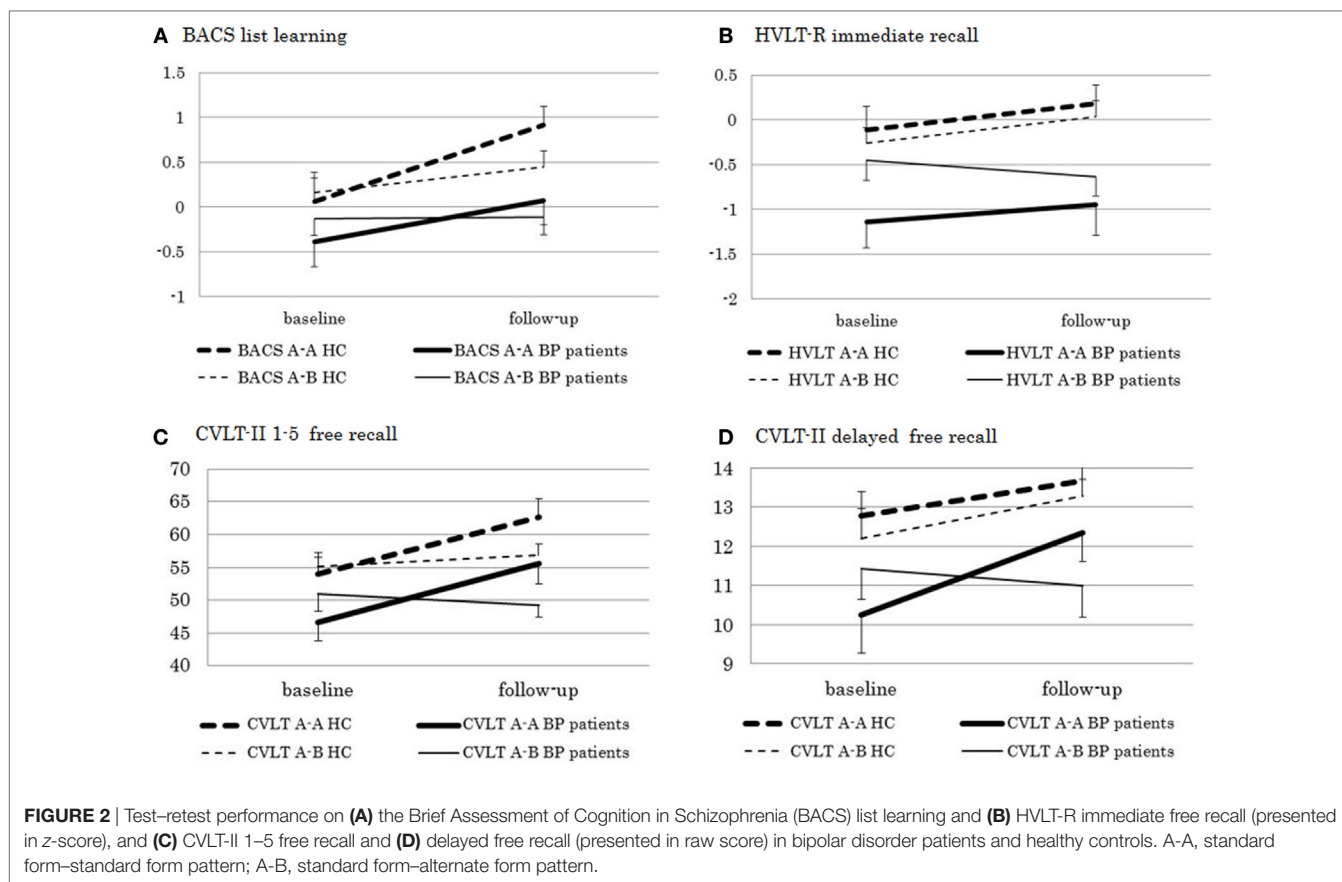 A BACS list learning
1.5
1
0.5
0
-0.5
-1
baseline follow-up
BACS A-A HC BACS A-A BP patients
BACS A-B HC BACS A-B BP patients
B HVLT-R immediate recall
0.5
0
-0.5
-1
-1.5
-2
baseline follow-up
HVLT A-A HC HVLT A-A BP patients
HVLT A-B HC HVLT A-B BP patients
C CVLT-II 1-5 free recall
70
65
60
55
50
45
40
baseline follow-up
CVLT A-A HC CVLT A-A BP patients
CVLT A-B HC CVLT A-B BP patients
D CVLT-II delayed free recall
14
13
12
11
10
9
baseline follow-up
CVLT A-A HC CVLT A-A BP patients
CVLT A-B HC CVLT A-B BP patients
FIGURE 2 | Test–retest performance on (A) the Brief Assessment of Cognition in Schizophrenia (BACS) list learning and (B) HVLT-R immediate free recall (presented
in z-score), and (C) CVLT-II 1–5 free recall and (D) delayed free recall (presented in raw score) in bipolar disorder patients and healthy controls. A-A, standard
form–standard form pattern; A-B, standard form–alternate form pattern.